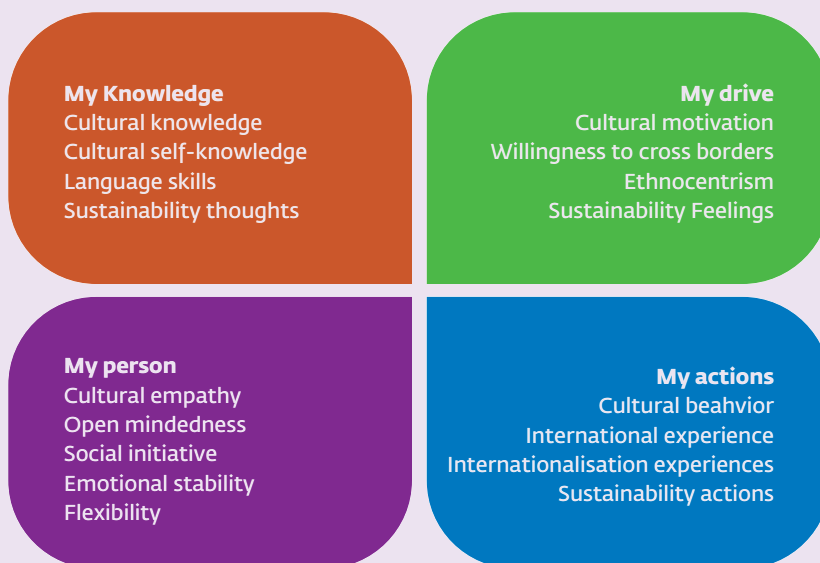 My Knowledge
Cultural knowledge
Cultural self-knowledge
Language skills
Sustainability thoughts
My drive
Cultural motivation
Willingness to cross borders
Ethnocentrism
Sustainability Feelings
My person
Cultural empathy
Open mindedness
Social initiative
Emotional stability
Flexibility
My actions
Cultural beahvior
International experience
Internationalisation experiences
Sustainability actions